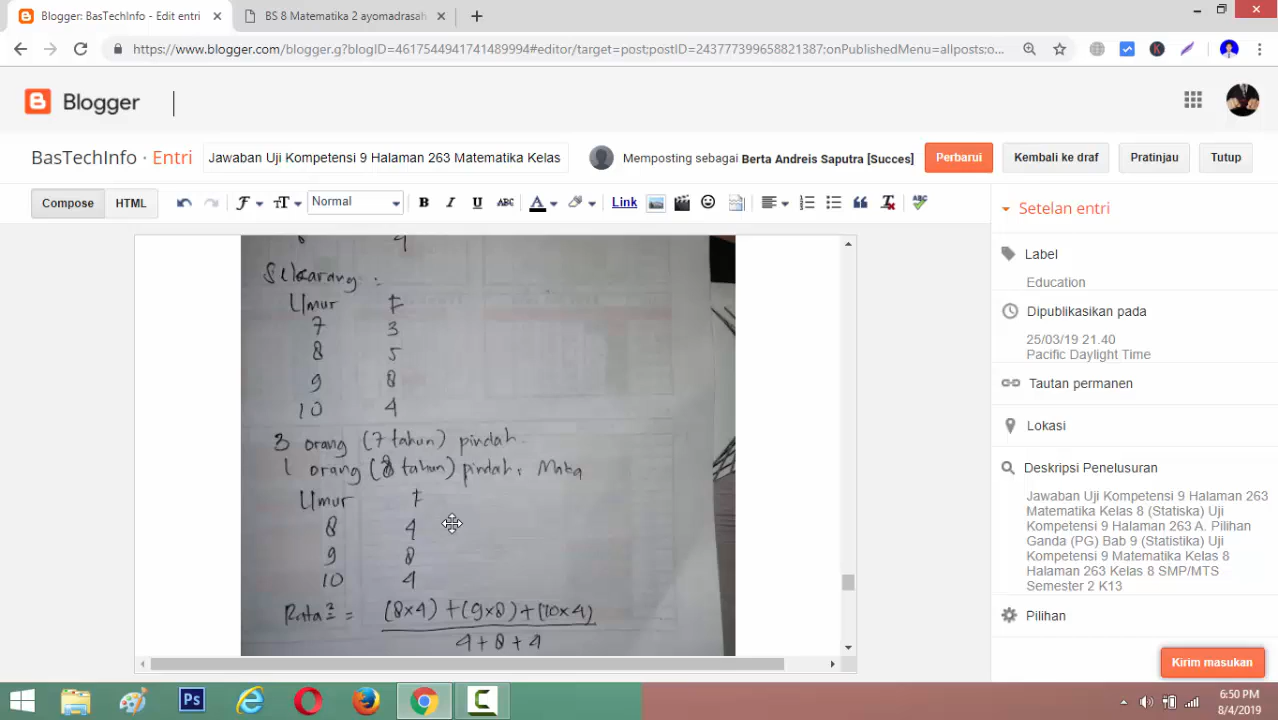 Blogger: BasTechInfo - Edit entri
BS 8 Matematika 2 ayomadrasah
https://www.blogger.com/blogger.g?blogID=4617544941741489994#editor/target=post;postID=243777399658821387;onPublishedMenu=allposts;o...
Blogger
BasTechInfo · Entri
Jawaban Uji Kompetensi 9 Halaman 263 Matematika Kelas
Memposting sebagai Berta Andreis Saputra [Succes]
Perbarui
Kembali ke draf
Pratinjau
Tutup
Compose
HTML
Normal
B I U ABC A
Link
Sekarang :
Umur F
7 3
8 5
9 8
10 4
3 orang (7 tahun) pindah.
1 orang (8 tahun) pindah, Maka
Umur F
8 4
9 8
10 4
Rata2 = (8x4) + (9x8) + (10x4)
4 + 8 + 4
Setelan entri
Label
Education
Dipublikasikan pada
25/03/19 21.40
Pacific Daylight Time
Tautan permanen
Lokasi
Deskripsi Penelusuran
Jawaban Uji Kompetensi 9 Halaman 263
Matematika Kelas 8 (Statiska) Uji
Kompetensi 9 Halaman 263 A. Pilihan
Ganda (PG) Bab 9 (Statistika) Uji
Kompetensi 9 Matematika Kelas 8
Halaman 263 Kelas 8 SMP/MTS
Semester 2 K13
Pilihan
Kirim masukan
Ps
6:50 PM
8/4/2019